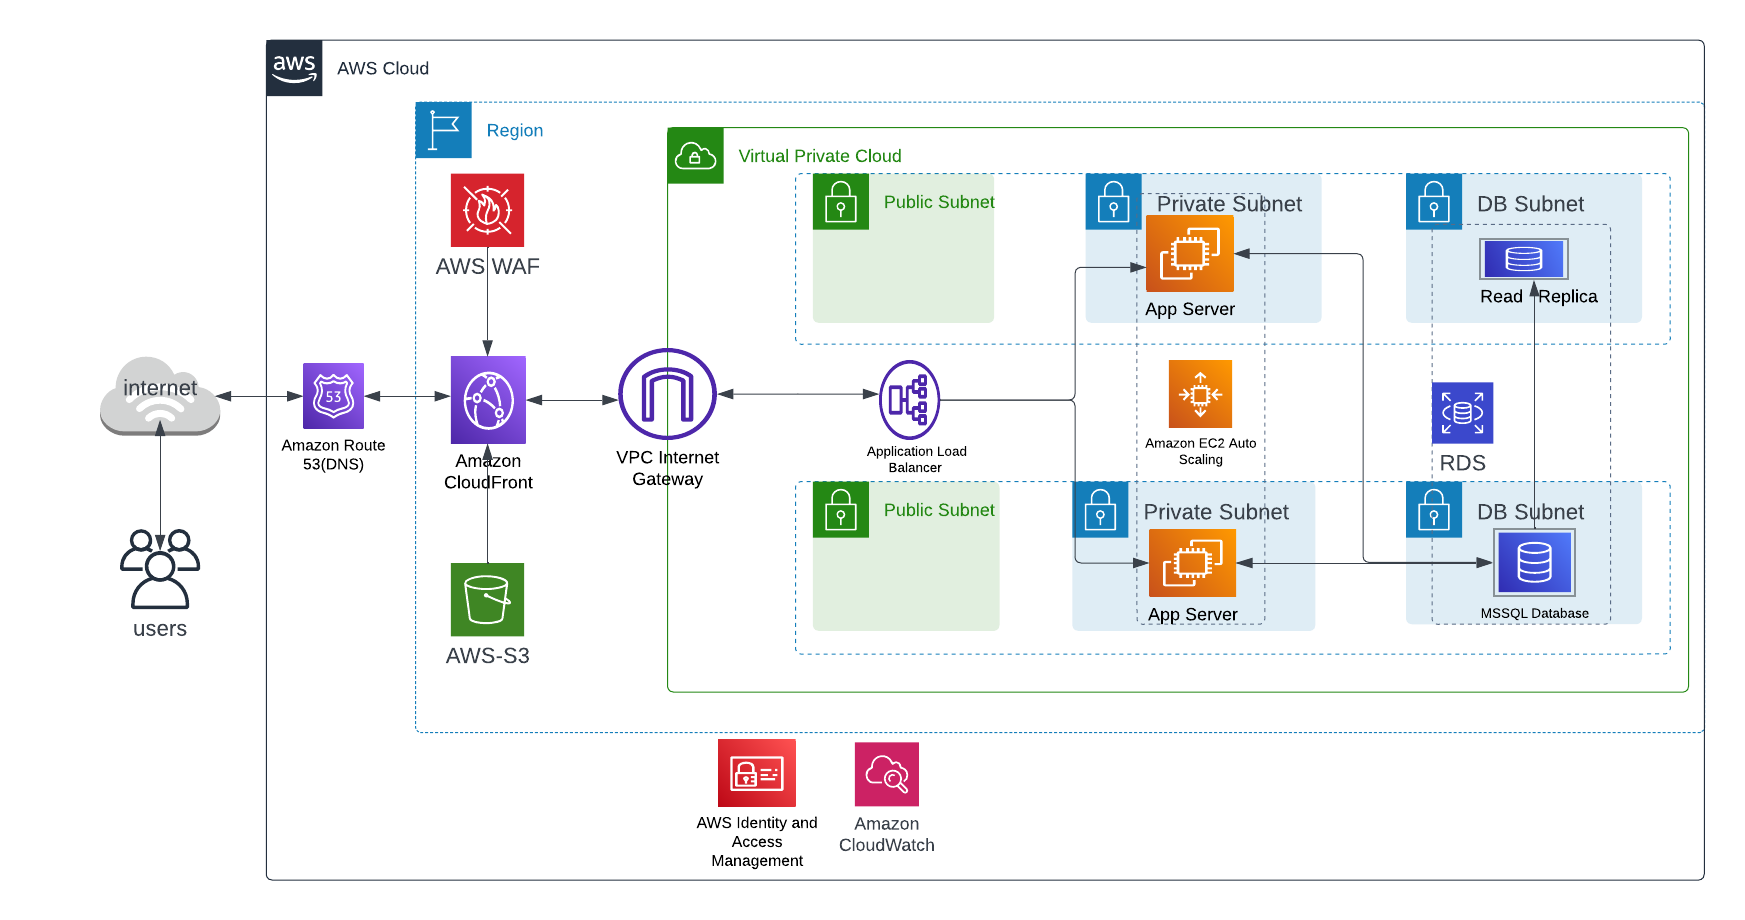 aws
AWS Cloud
Region
Virtual Private Cloud
Public Subnet
Private Subnet
DB Subnet
AWS WAF
App Server
Read Replica
internet
53
Amazon Route
53(DNS)
Amazon
CloudFront
VPC Internet
Gateway
Application Load
Balancer
Amazon EC2 Auto
Scaling
RDS
Public Subnet
Private Subnet
DB Subnet
users
AWS-S3
App Server
MSSQL Database
AWS Identity and
Access
Management
Amazon
CloudWatch